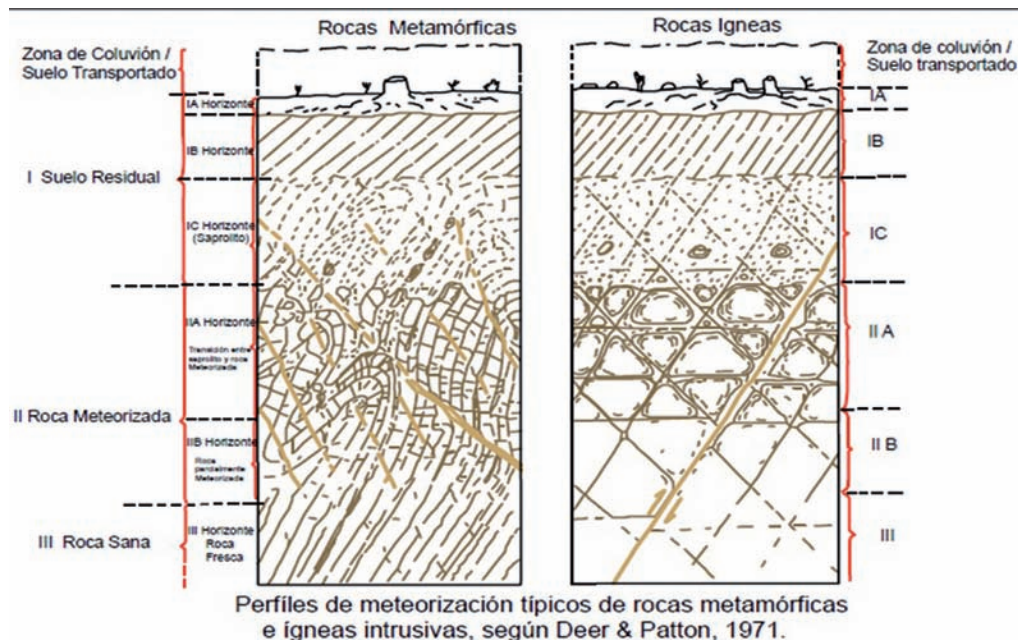 Rocas Metamórficas
Rocas Igneas
Zona de Coluvión /
Suelo Transportado
IA Horizonte
IB Horizonte
I Suelo Residual
IC Horizonte
(Saprolito)
IIA Horizonte
Transición entre
saprolito y roca
Meteorizada
II Roca Meteorizada
IIB Horizonte
Roca
parcialmente
Meteorizada
III Roca Sana
III Horizonte
Roca
Fresca
Zona de coluvión /
Suelo transportado
IA
IB
IC
II A
II B
III
Perfíles de meteorización típicos de rocas metamórficas
e ígneas intrusivas, según Deer & Patton, 1971.